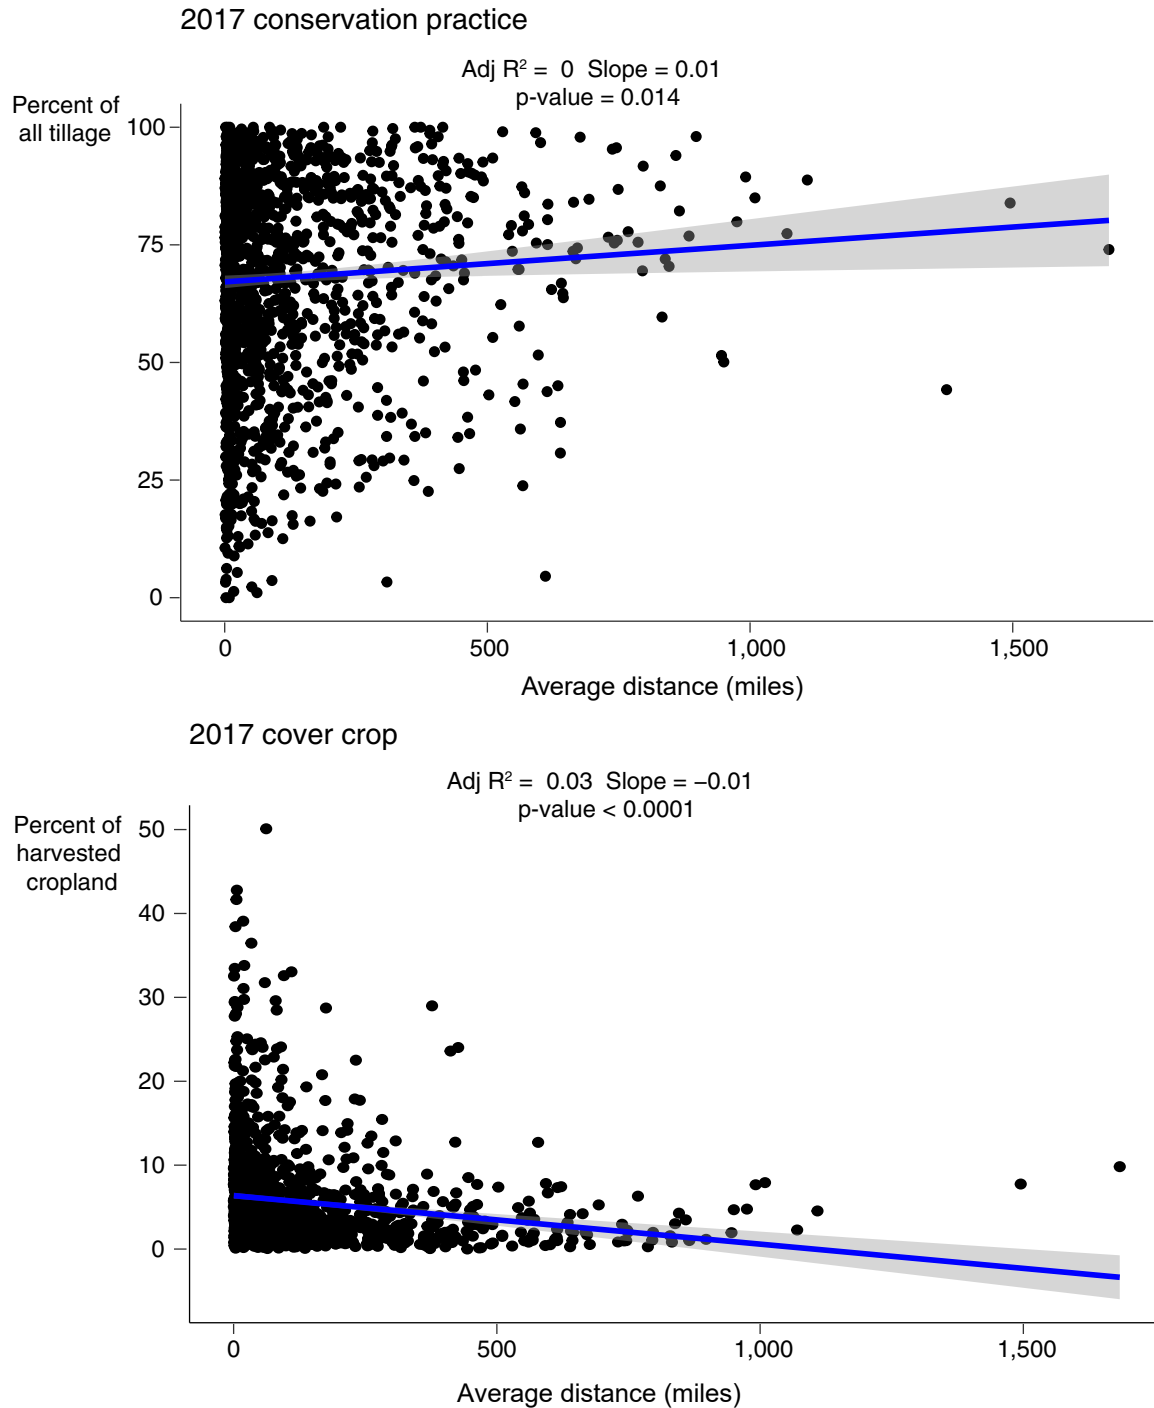 2017 conservation practice
Adj R² = 0 Slope = 0.01
p-value = 0.014
Percent of
all tillage
100
75
50
25
0
0 500 1,000 1,500
Average distance (miles)
2017 cover crop
Adj R² = 0.03 Slope = −0.01
p-value < 0.0001
Percent of
harvested
cropland
50
40
30
20
10
0
0 500 1,000 1,500
Average distance (miles)